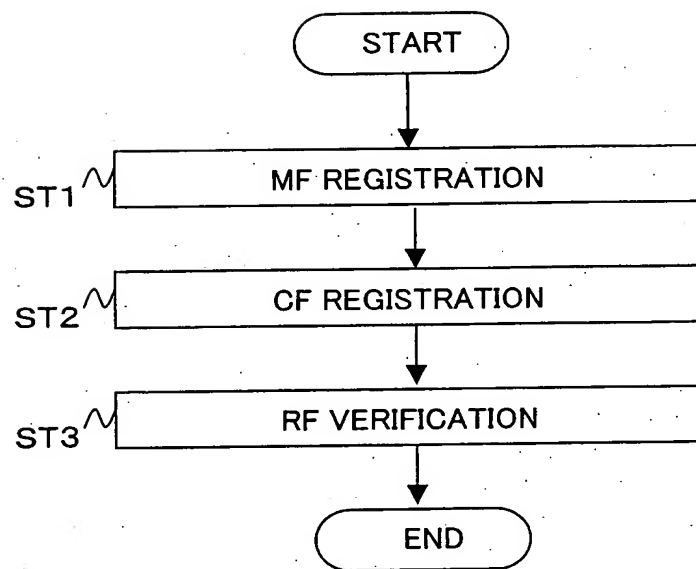 START
ST1 MF REGISTRATION
ST2 CF REGISTRATION
ST3 RF VERIFICATION
END